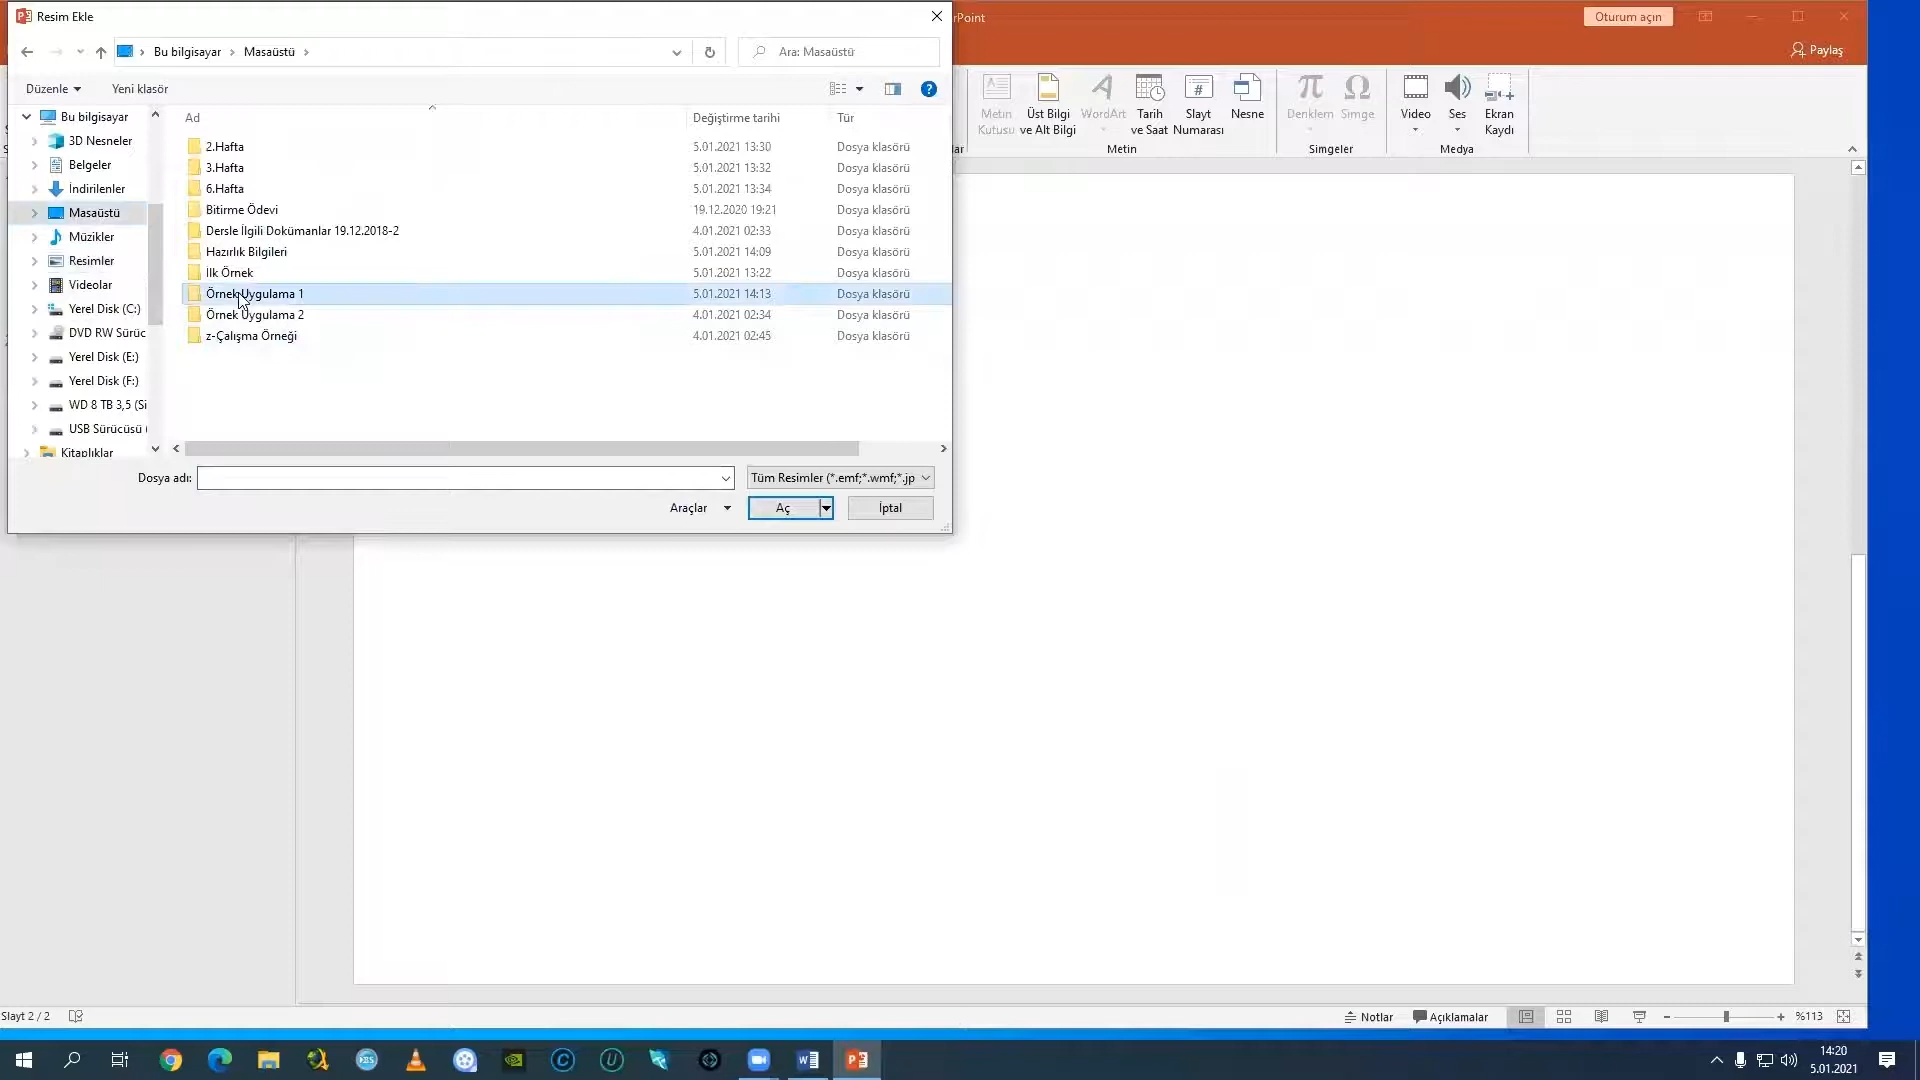 Resim Ekle
rPoint
Oturum açın
Bu bilgisayar
Masaüstü
Ara: Masaüstü
Paylaş
Düzenle
Yeni klasör
Ad
Değiştirme tarihi
Tür
2.Hafta 5.01.2021 13:30 Dosya klasörü
3.Hafta 5.01.2021 13:32 Dosya klasörü
6.Hafta 5.01.2021 13:34 Dosya klasörü
Bitirme Ödevi 19.12.2020 19:21 Dosya klasörü
Dersle İlgili Dokümanlar 19.12.2018-2 4.01.2021 02:33 Dosya klasörü
Hazırlık Bilgileri 5.01.2021 14:09 Dosya klasörü
İlk Örnek 5.01.2021 13:22 Dosya klasörü
Örnek Uygulama 1 5.01.2021 14:13 Dosya klasörü
Örnek Uygulama 2 4.01.2021 02:34 Dosya klasörü
z-Çalışma Örneği 4.01.2021 02:45 Dosya klasörü
Bu bilgisayar
3D Nesneler
Belgeler
İndirilenler
Masaüstü
Müzikler
Resimler
Videolar
Yerel Disk (C:)
DVD RW Sürüc
Yerel Disk (E:)
Yerel Disk (F:)
WD 8 TB 3,5 (Si
USB Sürücüsü (
Kitaplıklar
Dosya adı:
Tüm Resimler (*.emf;*.wmf;*.jp
Araçlar
Aç
İptal
Metin Kutusu
Üst Bilgi ve Alt Bilgi
WordArt
Tarih ve Saat
Slayt Numarası
Nesne
Denklem
Simge
Video
Ses
Ekran Kaydı
lar
Metin
Simgeler
Medya
Slayt 2 / 2
Notlar
Açıklamalar
%113
14:20
5.01.2021